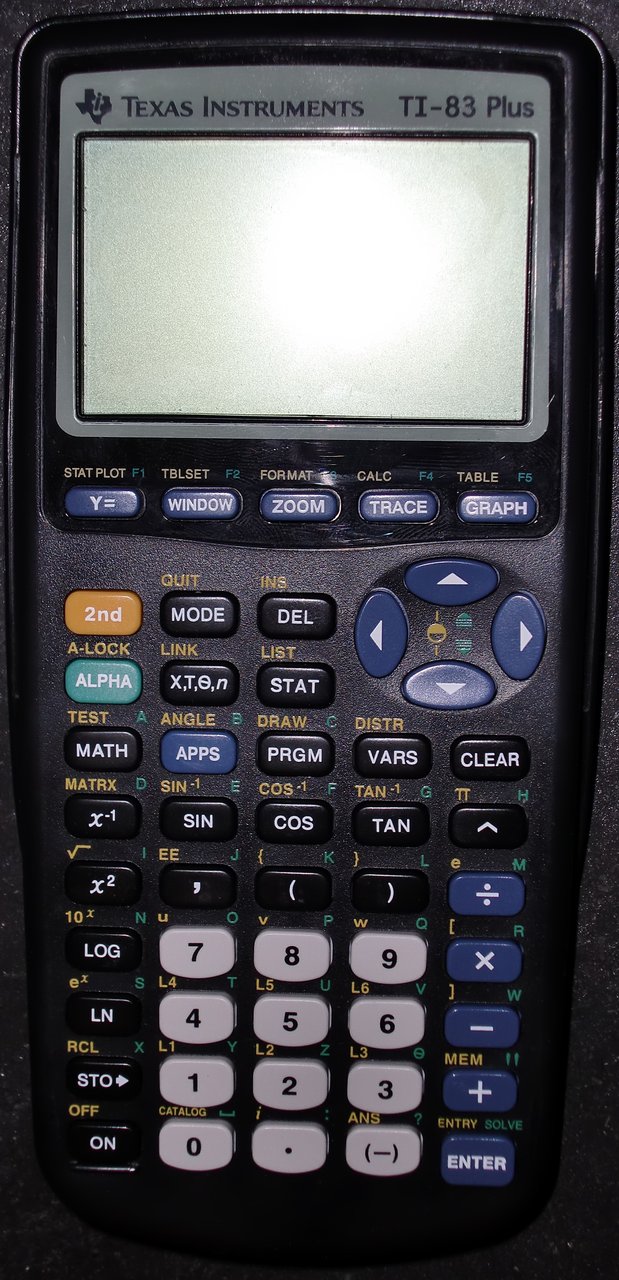 TEXAS INSTRUMENTS TI-83 Plus
STAT PLOT F1 TBLSET F2 FORMAT F3 CALC F4 TABLE F5
Y= WINDOW ZOOM TRACE GRAPH
QUIT INS
2nd MODE DEL
A-LOCK LINK LIST
ALPHA X,T,Θ,n STAT
TEST A ANGLE B DRAW C DISTR
MATH APPS PRGM VARS CLEAR
MATRX D SIN⁻¹ E COS⁻¹ F TAN⁻¹ G π H
x⁻¹ SIN COS TAN ^
√ I EE J { K } L e M
x² , ( ) ÷
10ˣ N u O v P w Q [ R
LOG 7 8 9 ×
eˣ S L4 T L5 U L6 V ] W
LN 4 5 6 −
RCL X L1 Y L2 Z L3 Θ MEM "
STO➧ 1 2 3 +
OFF CATALOG ⎵ i : ANS ? ENTRY SOLVE
ON 0 . (−) ENTER